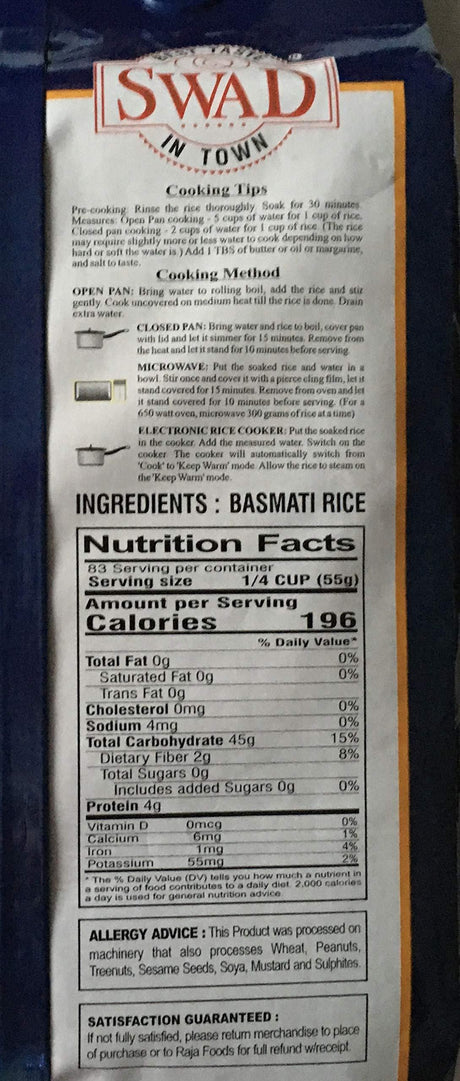 BEST TASTE
SWAD
IN TOWN
Cooking Tips
Pre-cooking: Rinse the rice thoroughly. Soak for 30 minutes.
Measures: Open Pan cooking - 5 cups of water for 1 cup of rice.
Closed pan cooking - 2 cups of water for 1 cup of rice. (The rice
may require slightly more or less water to cook depending on how
hard or soft the water is.) Add 1 TBS of butter or oil or margarine,
and salt to taste.
Cooking Method
OPEN PAN: Bring water to rolling boil, add the rice and stir
gently. Cook uncovered on medium heat till the rice is done. Drain
extra water.
CLOSED PAN: Bring water and rice to boil, cover pan
with lid and let it simmer for 15 minutes. Remove from
the heat and let it stand for 10 minutes before serving.
MICROWAVE: Put the soaked rice and water in a
bowl. Stir once and cover it with a pierce cling film, let it
stand covered for 15 minutes. Remove from oven and let
it stand covered for 10 minutes before serving. (For a
650 watt oven, microwave 300 grams of rice at a time)
ELECTRONIC RICE COOKER: Put the soaked rice
in the cooker. Add the measured water. Switch on the
cooker. The cooker will automatically switch from
'Cook' to 'Keep Warm' mode. Allow the rice to steam on
the 'Keep Warm' mode.
INGREDIENTS : BASMATI RICE
Nutrition Facts
83 Serving per container
Serving size 1/4 CUP (55g)
Amount per Serving
Calories 196
% Daily Value*
Total Fat 0g 0%
Saturated Fat 0g 0%
Trans Fat 0g
Cholesterol 0mg 0%
Sodium 4mg 0%
Total Carbohydrate 45g 15%
Dietary Fiber 2g 8%
Total Sugars 0g
Includes added Sugars 0g 0%
Protein 4g
Vitamin D 0mcg 0%
Calcium 6mg 1%
Iron 1mg 4%
Potassium 55mg 2%
* The % Daily Value (DV) tells you how much a nutrient in
a serving of food contributes to a daily diet. 2,000 calories
a day is used for general nutrition advice.
ALLERGY ADVICE : This Product was processed on
machinery that also processes Wheat, Peanuts,
Treenuts, Sesame Seeds, Soya, Mustard and Sulphites.
SATISFACTION GUARANTEED :
If not fully satisfied, please return merchandise to place
of purchase or to Raja Foods for full refund w/receipt.